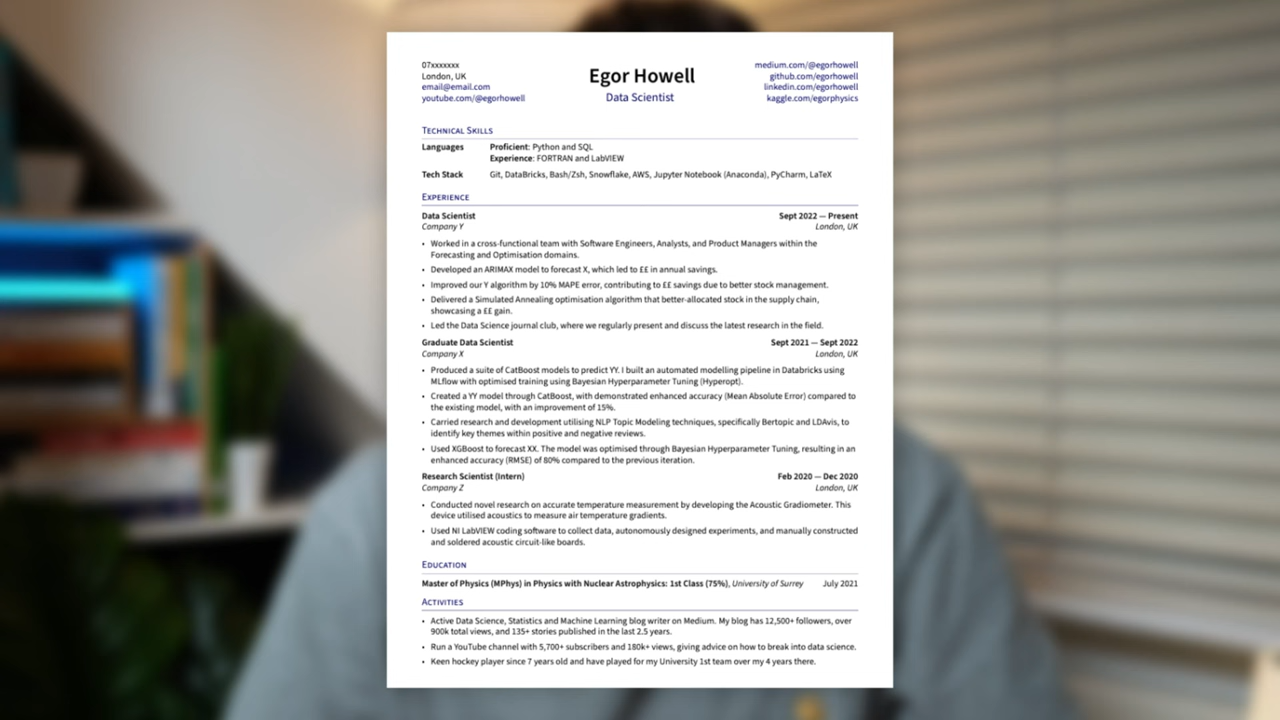 07xxxxxxx
London, UK
email@email.com
youtube.com/@egorhowell
Egor Howell
Data Scientist
medium.com/@egorhowell
github.com/egorhowell
linkedin.com/egorhowell
kaggle.com/egorphysics
Technical Skills
Languages Proficient: Python and SQL
Experience: FORTRAN and LabVIEW
Tech Stack Git, DataBricks, Bash/Zsh, Snowflake, AWS, Jupyter Notebook (Anaconda), PyCharm, LaTeX
Experience
Data Scientist Sept 2022 — Present
Company Y London, UK
• Worked in a cross-functional team with Software Engineers, Analysts, and Product Managers within the
Forecasting and Optimisation domains.
• Developed an ARIMAX model to forecast X, which led to ££ in annual savings.
• Improved our Y algorithm by 10% MAPE error, contributing to ££ savings due to better stock management.
• Delivered a Simulated Annealing optimisation algorithm that better-allocated stock in the supply chain,
showcasing a ££ gain.
• Led the Data Science journal club, where we regularly present and discuss the latest research in the field.
Graduate Data Scientist Sept 2021 — Sept 2022
Company X London, UK
• Produced a suite of CatBoost models to predict YY. I built an automated modelling pipeline in Databricks using
MLflow with optimised training using Bayesian Hyperparameter Tuning (Hyperopt).
• Created a YY model through CatBoost, with demonstrated enhanced accuracy (Mean Absolute Error) compared to
the existing model, with an improvement of 15%.
• Carried research and development utilising NLP Topic Modeling techniques, specifically Bertopic and LDAvis, to
identify key themes within positive and negative reviews.
• Used XGBoost to forecast XX. The model was optimised through Bayesian Hyperparameter Tuning, resulting in an
enhanced accuracy (RMSE) of 80% compared to the previous iteration.
Research Scientist (Intern) Feb 2020 — Dec 2020
Company Z London, UK
• Conducted novel research on accurate temperature measurement by developing the Acoustic Gradiometer. This
device utilised acoustics to measure air temperature gradients.
• Used NI LabVIEW coding software to collect data, autonomously designed experiments, and manually constructed
and soldered acoustic circuit-like boards.
Education
Master of Physics (MPhys) in Physics with Nuclear Astrophysics: 1st Class (75%), University of Surrey July 2021
Activities
• Active Data Science, Statistics and Machine Learning blog writer on Medium. My blog has 12,500+ followers, over
900k total views, and 135+ stories published in the last 2.5 years.
• Run a YouTube channel with 5,700+ subscribers and 180k+ views, giving advice on how to break into data science.
• Keen hockey player since 7 years old and have played for my University 1st team over my 4 years there.